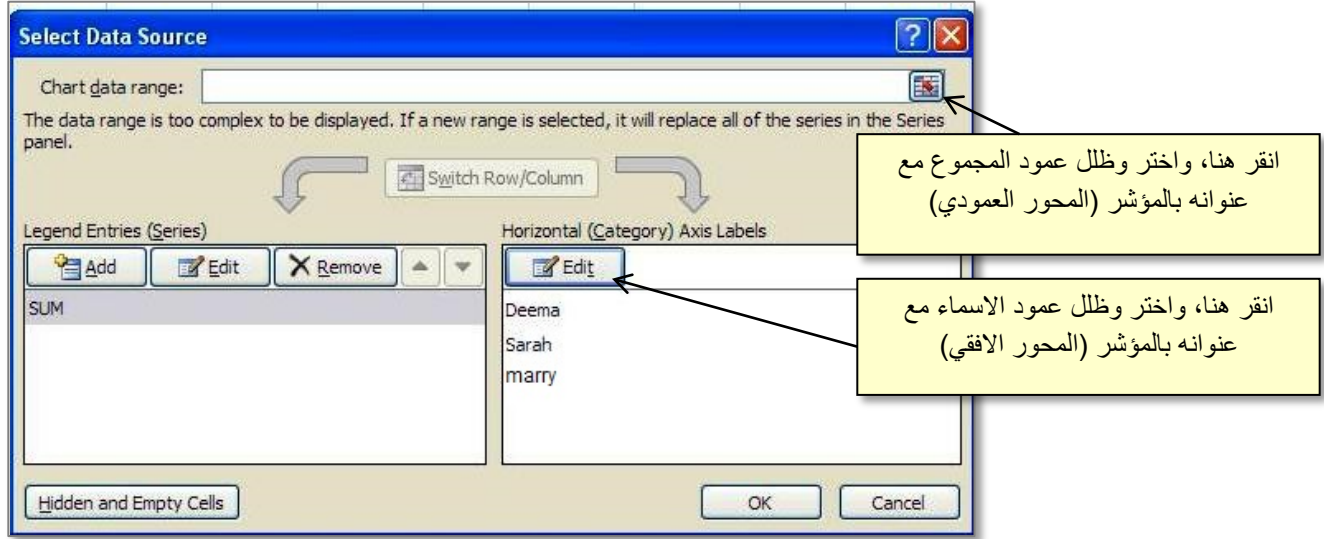 Select Data Source
Chart data range:
The data range is too complex to be displayed. If a new range is selected, it will replace all of the series in the Series
panel.
انقر هنا، واختر وظلل عمود المجموع مع
عنوانه بالمؤشر (المحور العمودي)
Switch Row/Column
Legend Entries (Series)
Horizontal (Category) Axis Labels
Add
Edit
Remove
Edit
SUM
Deema
Sarah
marry
انقر هنا، واختر وظلل عمود الاسماء مع
عنوانه بالمؤشر (المحور الافقي)
Hidden and Empty Cells
OK
Cancel